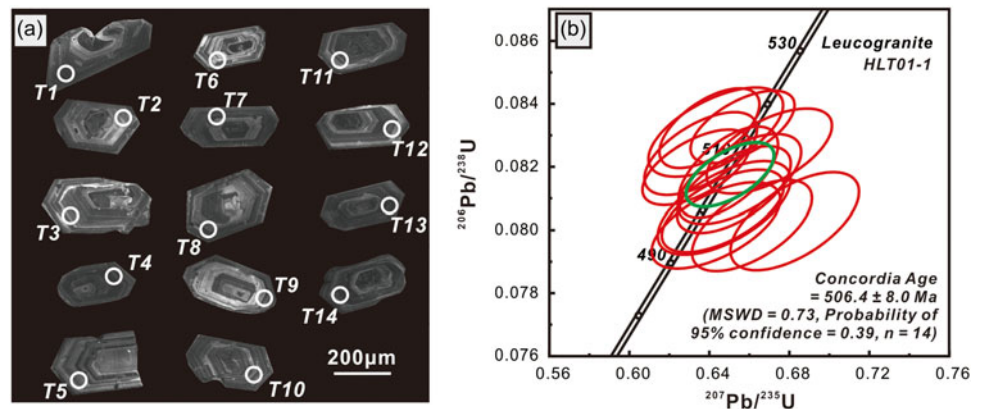 (a)
T1
T2
T3
T4
T5
T6
T7
T8
T9
T10
T11
T12
T13
T14
200μm
(b)
530
510
490
Leucogranite
HLT01-1
Concordia Age
= 506.4 ± 8.0 Ma
(MSWD = 0.73, Probability of
95% confidence = 0.39, n = 14)
²⁰⁶Pb/²³⁸U
0.086
0.084
0.082
0.080
0.078
0.076
0.56
0.60
0.64
0.68
0.72
0.76
²⁰⁷Pb/²³⁵U